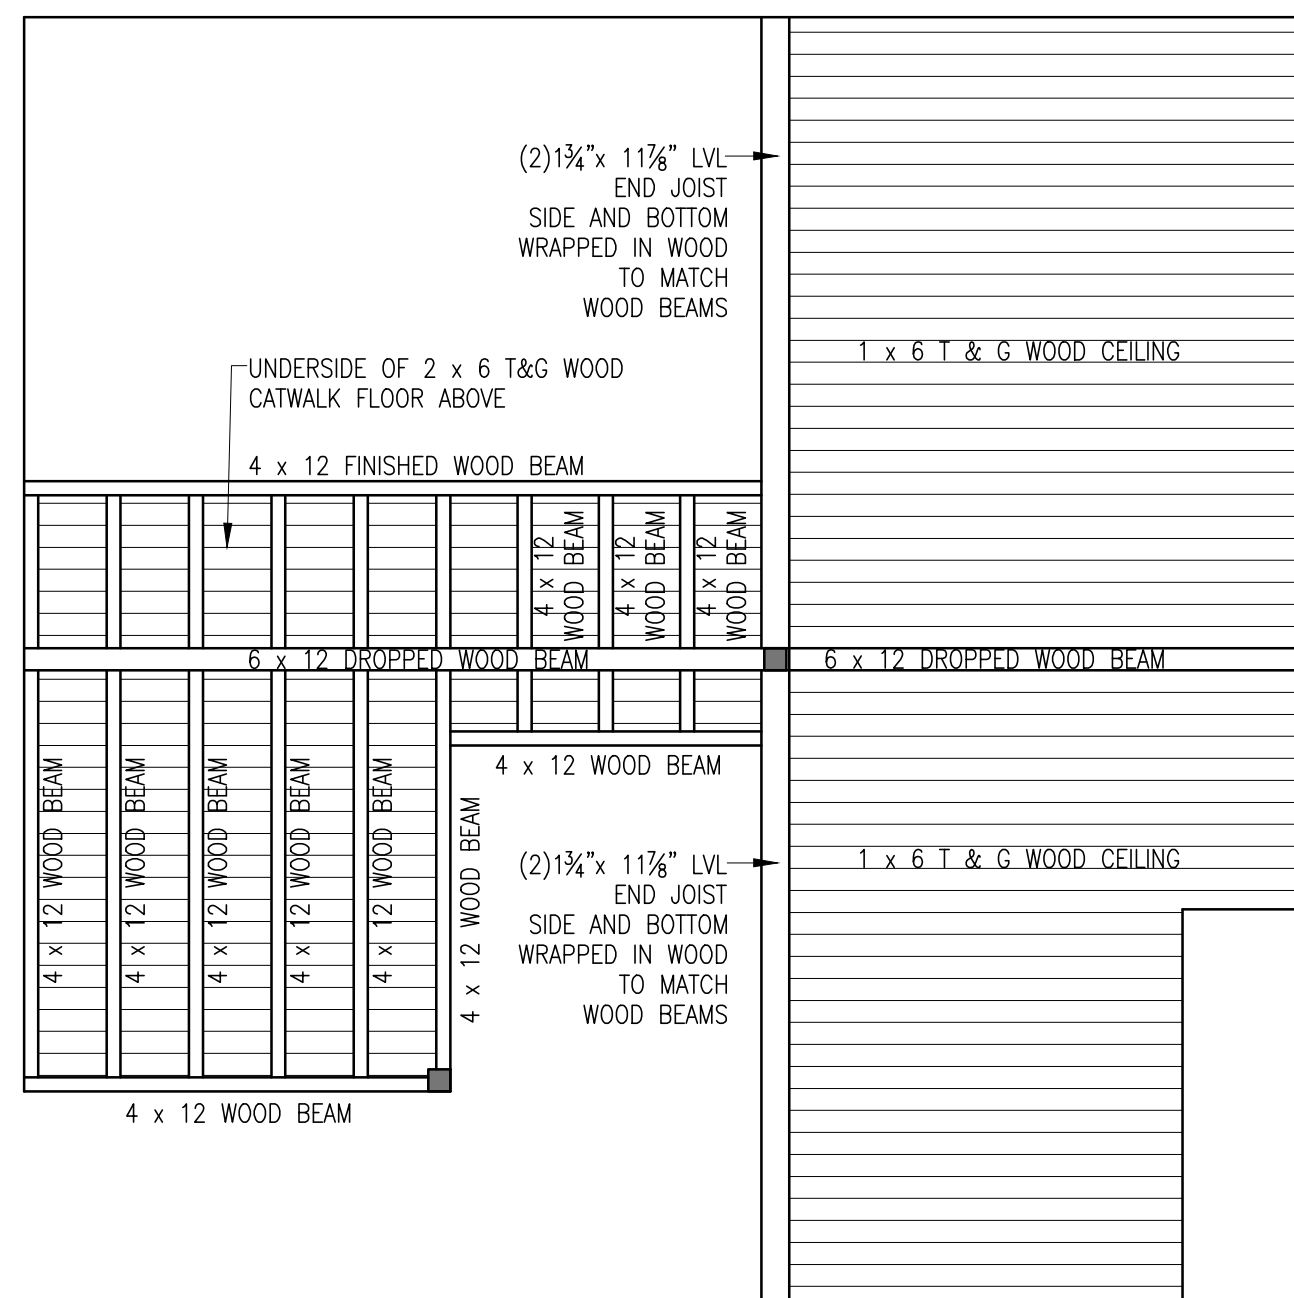 (2)1¾"x 11⅞" LVL
END JOIST
SIDE AND BOTTOM
WRAPPED IN WOOD
TO MATCH
WOOD BEAMS
1 x 6 T & G WOOD CEILING
UNDERSIDE OF 2 x 6 T&G WOOD
CATWALK FLOOR ABOVE
4 x 12 FINISHED WOOD BEAM
4 x 12
WOOD BEAM
4 x 12
WOOD BEAM
4 x 12
WOOD BEAM
6 x 12 DROPPED WOOD BEAM
6 x 12 DROPPED WOOD BEAM
4 x 12 WOOD BEAM
4 x 12 WOOD BEAM
4 x 12 WOOD BEAM
4 x 12 WOOD BEAM
4 x 12 WOOD BEAM
4 x 12 WOOD BEAM
4 x 12 WOOD BEAM
(2)1¾"x 11⅞" LVL
END JOIST
SIDE AND BOTTOM
WRAPPED IN WOOD
TO MATCH
WOOD BEAMS
1 x 6 T & G WOOD CEILING
4 x 12 WOOD BEAM